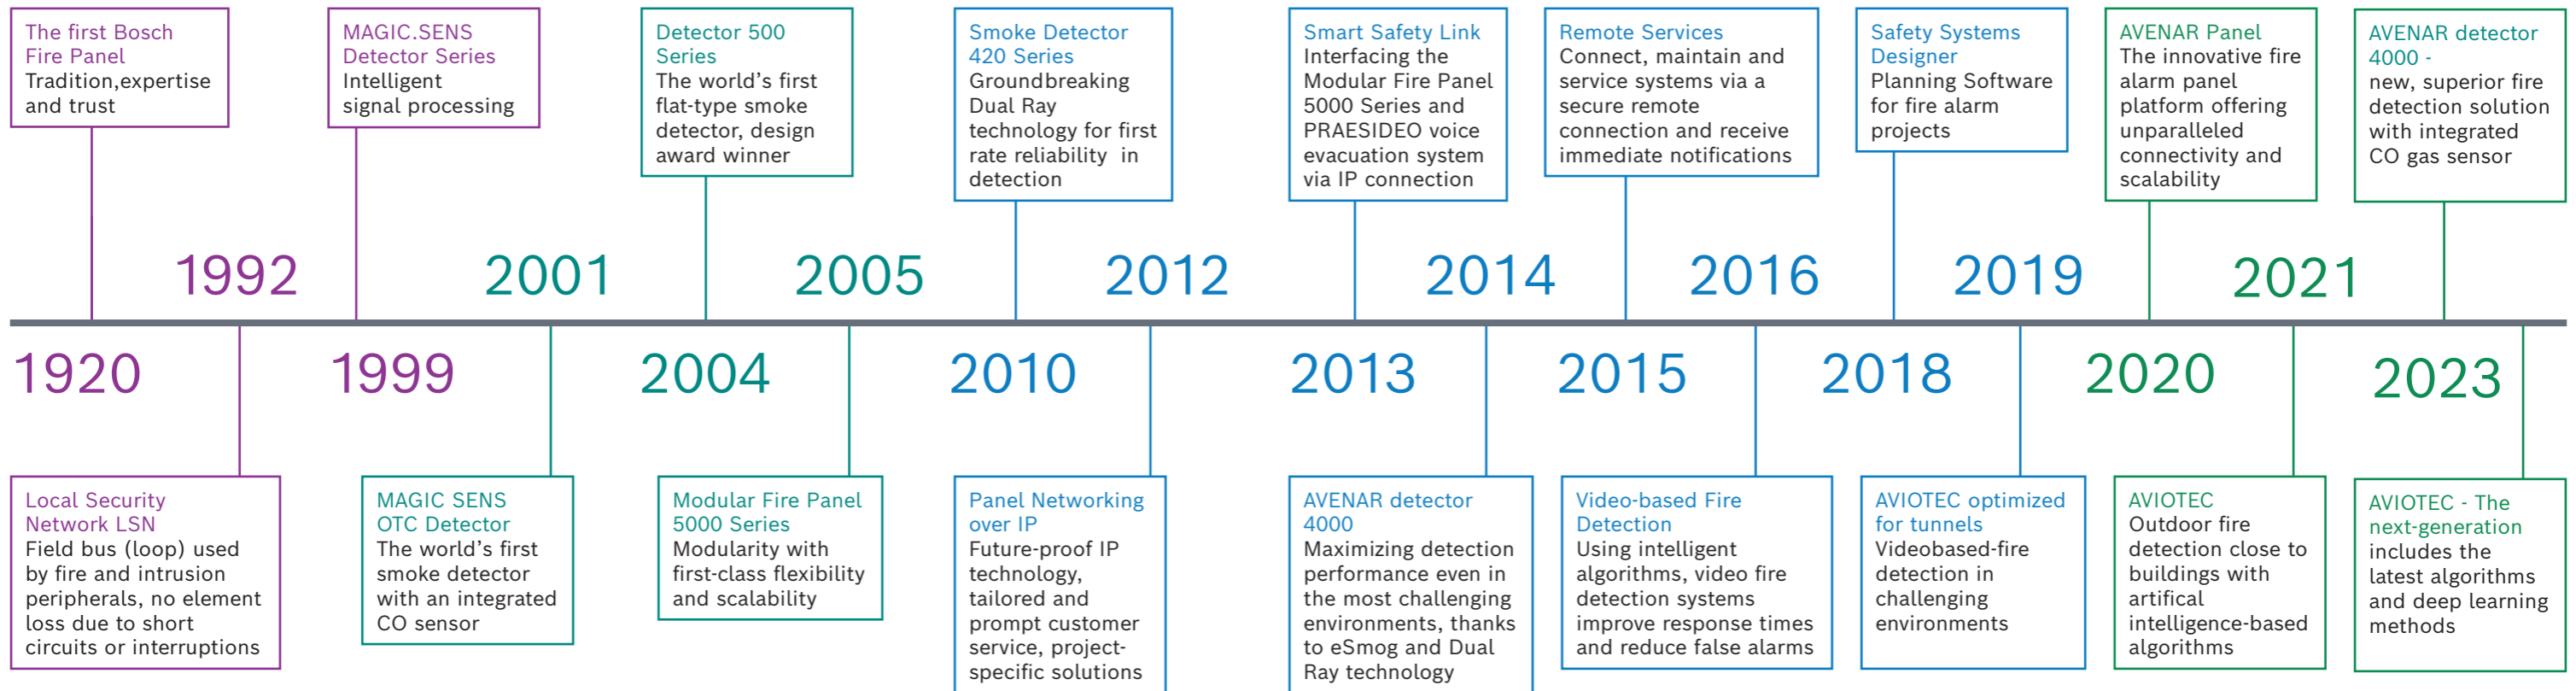 The first Bosch
Fire Panel
Tradition,expertise
and trust
MAGIC.SENS
Detector Series
Intelligent
signal processing
Detector 500
Series
The world’s first
flat-type smoke
detector, design
award winner
Smoke Detector
420 Series
Groundbreaking
Dual Ray
technology for first
rate reliability in
detection
Smart Safety Link
Interfacing the
Modular Fire Panel
5000 Series and
PRAESIDEO voice
evacuation system
via IP connection
Remote Services
Connect, maintain and
service systems via a
secure remote
connection and receive
immediate notifications
Safety Systems
Designer
Planning Software
for fire alarm
projects
AVENAR Panel
The innovative fire
alarm panel
platform offering
unparalleled
connectivity and
scalability
AVENAR detector
4000 -
new, superior fire
detection solution
with integrated
CO gas sensor
1992
2001
2005
2012
2014
2016
2019
2021
1920
1999
2004
2010
2013
2015
2018
2020
2023
Local Security
Network LSN
Field bus (loop) used
by fire and intrusion
peripherals, no element
loss due to short
circuits or interruptions
MAGIC SENS
OTC Detector
The world’s first
smoke detector
with an integrated
CO sensor
Modular Fire Panel
5000 Series
Modularity with
first-class flexibility
and scalability
Panel Networking
over IP
Future-proof IP
technology,
tailored and
prompt customer
service, project-
specific solutions
AVENAR detector
4000
Maximizing detection
performance even in
the most challenging
environments, thanks
to eSmog and Dual
Ray technology
Video-based Fire
Detection
Using intelligent
algorithms, video fire
detection systems
improve response times
and reduce false alarms
AVIOTEC optimized
for tunnels
Videobased-fire
detection in
challenging
environments
AVIOTEC
Outdoor fire
detection close to
buildings with
artifical
intelligence-based
algorithms
AVIOTEC - The
next-generation
includes the
latest algorithms
and deep learning
methods